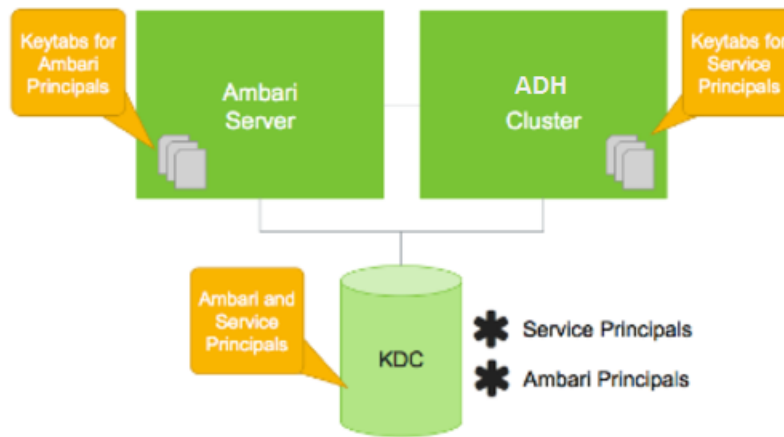 Keytabs for
Ambari
Principals
Ambari
Server
ADH
Cluster
Keytabs for
Service
Principals
Ambari and
Service
Principals
KDC
Service Principals
Ambari Principals